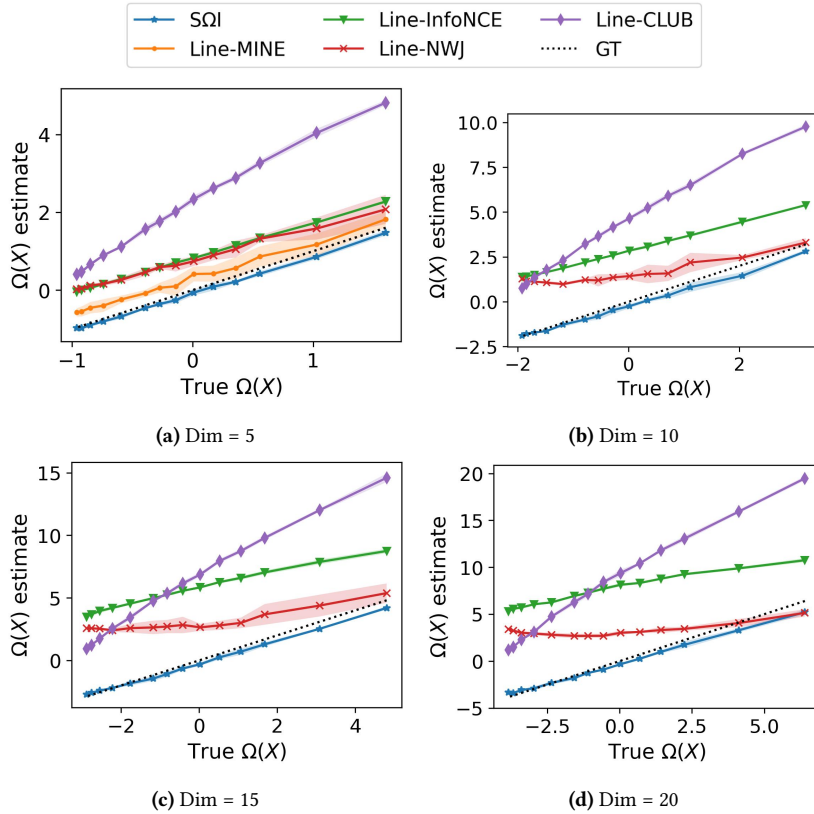 SΩI
Line-MINE
Line-InfoNCE
Line-NWJ
Line-CLUB
GT
Ω(X) estimate
4
2
0
−1 0 1
True Ω(X)
(a) Dim = 5
Ω(X) estimate
10.0
7.5
5.0
2.5
0.0
−2.5
−2 0 2
True Ω(X)
(b) Dim = 10
Ω(X) estimate
15
10
5
0
−2 0 2 4
True Ω(X)
(c) Dim = 15
Ω(X) estimate
20
15
10
5
0
−5
−2.5 0.0 2.5 5.0
True Ω(X)
(d) Dim = 20